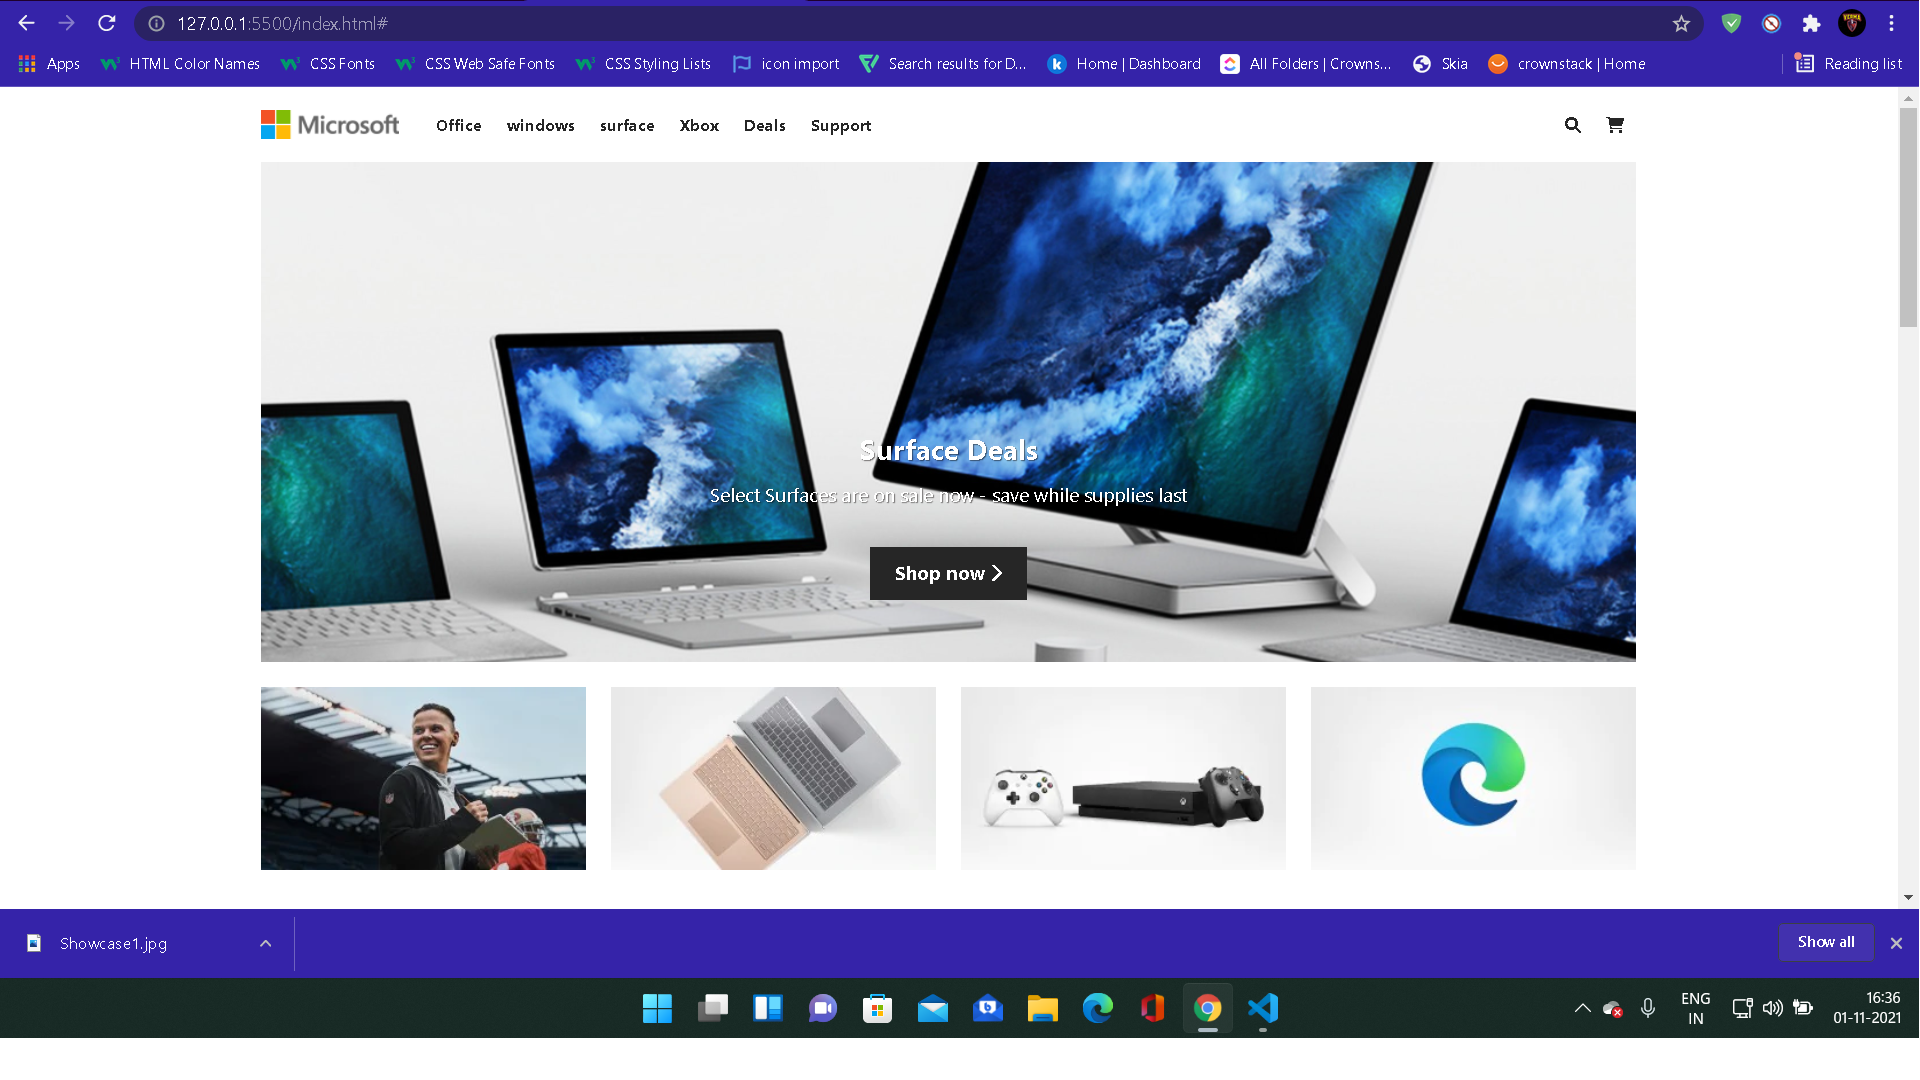 127.0.0.1:5500/index.html#
Apps HTML Color Names CSS Fonts CSS Web Safe Fonts CSS Styling Lists icon import Search results for D... Home | Dashboard All Folders | Crowns... Skia crownstack | Home Reading list
Microsoft Office windows surface Xbox Deals Support
Surface Deals
Select Surfaces are on sale now - save while supplies last
Shop now
Showcase1.jpg Show all
ENG
IN
16:36
01-11-2021